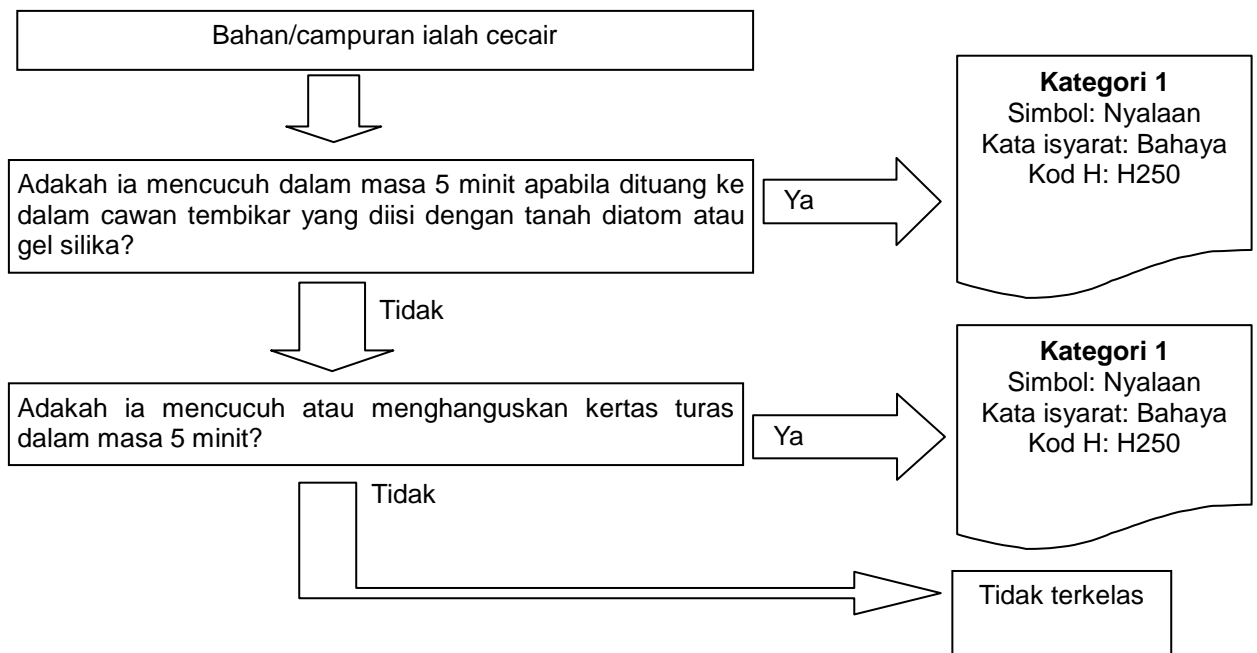 Bahan/campuran ialah cecair
Kategori 1
Simbol: Nyalaan
Kata isyarat: Bahaya
Kod H: H250
Adakah ia mencucuh dalam masa 5 minit apabila dituang ke
dalam cawan tembikar yang diisi dengan tanah diatom atau
gel silika?
Ya
Tidak
Kategori 1
Simbol: Nyalaan
Kata isyarat: Bahaya
Kod H: H250
Adakah ia mencucuh atau menghanguskan kertas turas
dalam masa 5 minit?
Ya
Tidak
Tidak terkelas